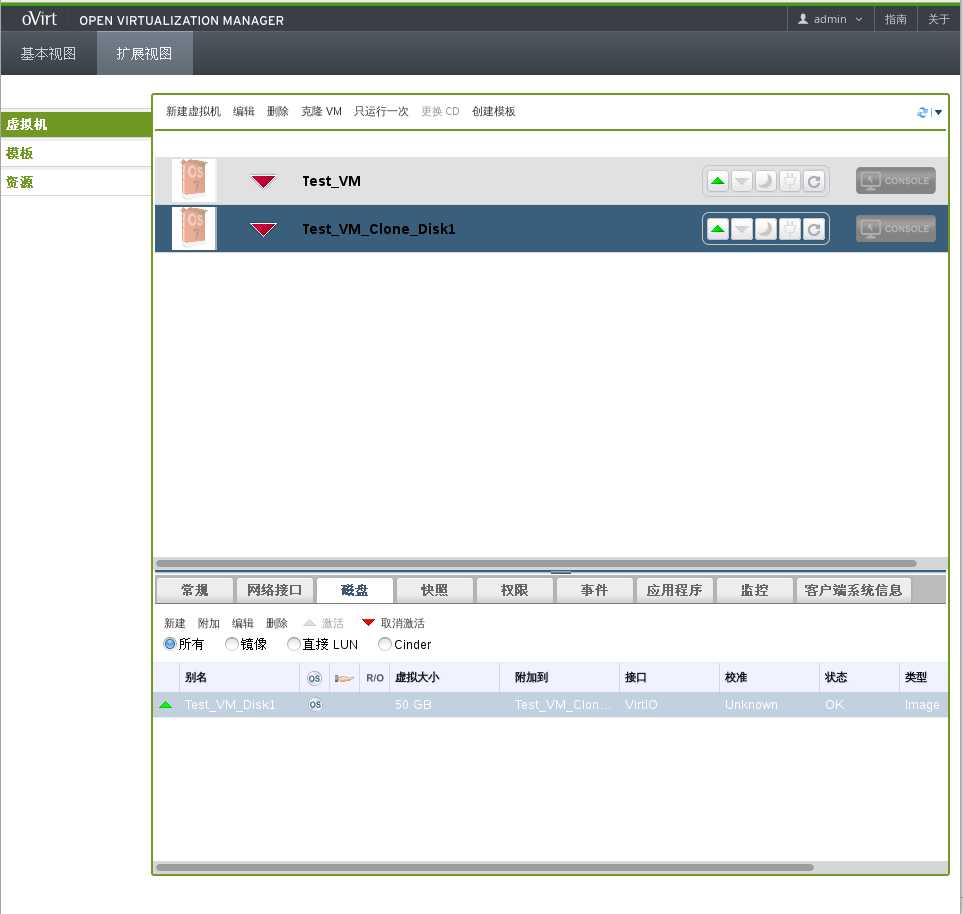 oVirt OPEN VIRTUALIZATION MANAGER admin 指南 关于
基本视图 扩展视图
新建虚拟机 编辑 删除 克隆 VM 只运行一次 更换 CD 创建模板
虚拟机
模板
资源
OS ? Test_VM CONSOLE
OS ? Test_VM_Clone_Disk1 CONSOLE
常规 网络接口 磁盘 快照 权限 事件 应用程序 监控 客户端系统信息
新建 附加 编辑 删除 激活 取消激活
所有 镜像 直接 LUN Cinder
别名 OS R/O 虚拟大小 附加到 接口 校准 状态 类型
Test_VM_Disk1 OS 50 GB Test_VM_Clon... VirtIO Unknown OK Image